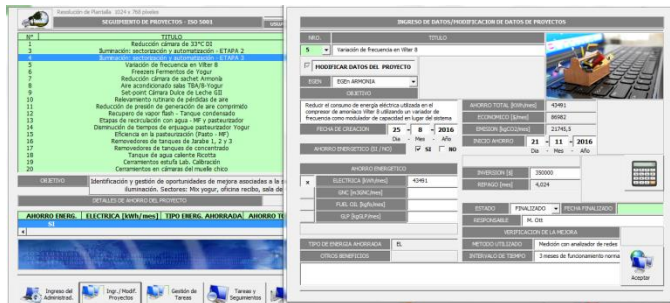 Resolución de Pantalla 1024 x 768 píxeles
SEGUIMIENTO DE PROYECTOS - ISO 5001
Nº TITULO
1 Reducción cámara de 33°C DI
3 Iluminación: sectorización y automatización - ETAPA 2
4 Iluminación: sectorización y automatización - ETAPA 3
5 Variación de frecuencia en Vilter 8
6 Freezers Fermentos de Yogur
7 Reducción cámara de sachet Armonía
8 Aire acondicionado salas TBA/8-Yogur
9 Set-point Cámara Dulce de Leche GII
10 Relevamiento rutinario de pérdidas de aire
11 Reducción de presión de generación de aire comprimido
12 Recupero de vapor flash - Tanque condensado
13 Etapas de recirculación con agua - MF y pasteurizador
14 Disminución de tiempos de enjuague pasteurizador Yogur
15 Eficiencia en la pasteurización (Pasto - MF)
16 Removedores de tanques de Jarabe 1, 2 y 3
17 Removedores de tanques de concentrado
18 Tanque de agua caliente Ricotta
19 Cerramientos estufa Lab. Calibración
20 Cerramientos en cámaras del muelle chico
OBJETIVO
Identificación y gestión de oportunidades de mejora asociadas a la
iluminación. Sectores: Mix yogur, oficina recibo, sala de
DETALLES DE AHORRO DEL PROYECTO
AHORRO ENERG. ELECTRICA [kWh/mes] TIPO ENERG. AHORRADA AHORRO
SI
Ingreso del Administrad.
Ingr./Modif. Proyectos
Gestión de Tareas
Tareas y Seguimientos
INGRESO DE DATOS/MODIFICACION DE DATOS DE PROYECTOS
NRO. TITULO
5 Variación de frecuencia en Vilter 8
MODIFICAR DATOS DEL PROYECTO
EGEN EGEn ARMONIA
OBJETIVO
Reducir el consumo de energía eléctrica utilizada en el
compresor de amoníaco Vilter 8 utilizando un variador de
frecuencia como modulador de capacidad en lugar del sistema
FECHA DE CREACION 25 - 8 - 2016
Dia - Mes - Año
AHORRO ENERGETICO (SI / NO) SI NO
AHORRO ENERGETICO
x ELECTRICA [kWh/mes] 43491
GNC [m3GNC/mes]
FUEL OIL [kgFo/mes]
GLP [kgGLP/mes]
TIPO DE ENERGIA AHORRADA EL
OTROS BENEFICIOS
AHORRO TOTAL [kWh/mes] 43491
ECONOMICO [$/mes] 86982
EMISION [kgCO2/mes] 21745,5
INICIO AHORRO 21 - 11 - 2016
Dia - Mes - Año
INVERSION [$] 350000
REPAGO [mes] 4,024
ESTADO FINALIZADO FECHA FINALIZADO
RESPONSABLE M. Ott
VERIFICACION DE LA MEJORA
METODO UTILIZADO Medición con analizador de redes
INTERVALO DE TIEMPO 3 meses de funcionamiento norma
Aceptar